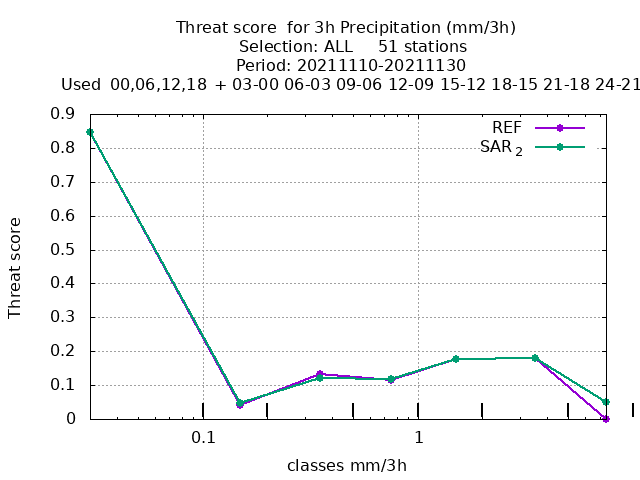 Threat score  for 3h Precipitation (mm/3h)
Selection: ALL     51 stations
Period: 20211110-20211130
Used  00,06,12,18  + 03-00 06-03 09-06 12-09 15-12 18-15 21-18 24-21
REF
SAR 2
0.9
0.8
0.7
0.6
0.5
0.4
0.3
0.2
0.1
0
Threat score
0.1
1
classes mm/3h